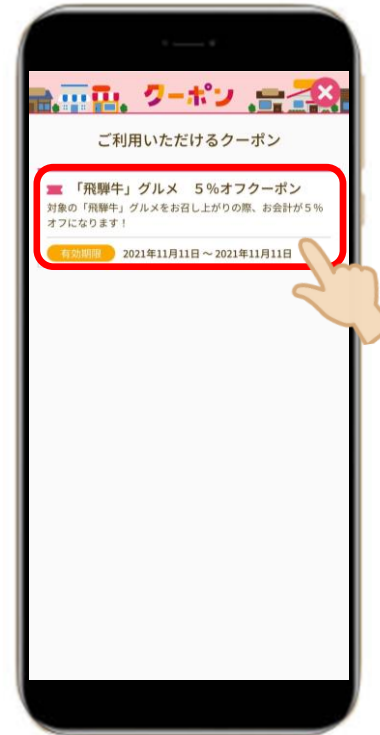 クーポン
ご利用いただけるクーポン
「飛騨牛」グルメ　５％オフクーポン
対象の「飛騨牛」グルメをお召し上がりの際、お会計が５％
オフになります！
有効期限 2021年11月11日 ～ 2021年11月11日